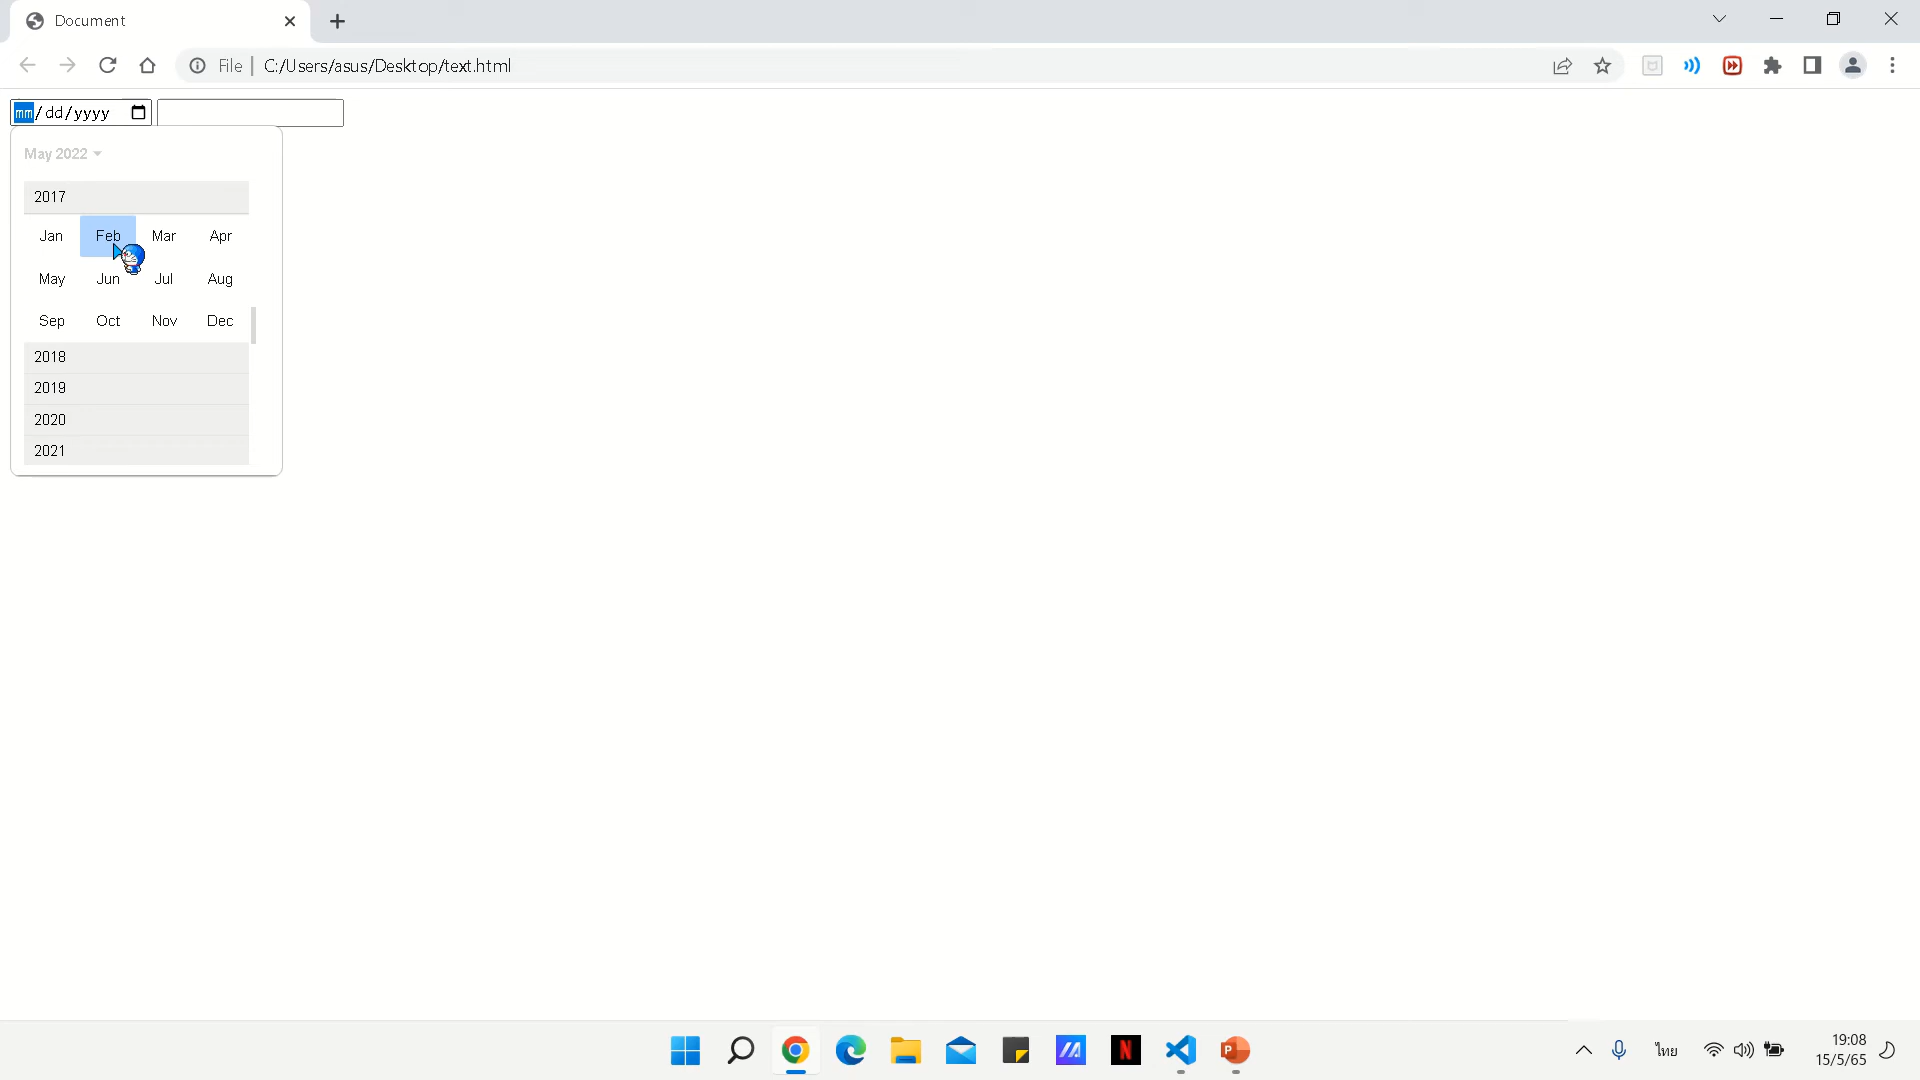 Document
File | C:/Users/asus/Desktop/text.html
mm/dd/yyyy
May 2022
2017
Jan Feb Mar Apr
May Jun Jul Aug
Sep Oct Nov Dec
2018
2019
2020
2021
ไทย
19:08
15/5/65